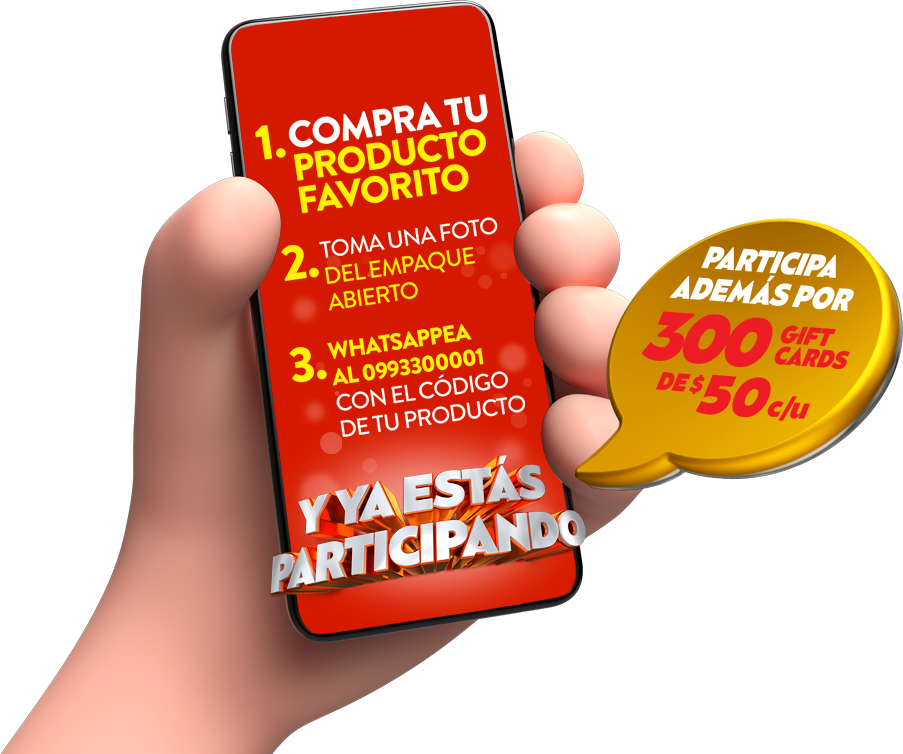 1. COMPRA TU
PRODUCTO
FAVORITO
2. TOMA UNA FOTO
DEL EMPAQUE
ABIERTO
3. WHATSAPPEA
AL 0993300001
CON EL CÓDIGO
DE TU PRODUCTO
Y YA ESTÁS
PARTICIPANDO
PARTICIPA
ADEMÁS POR
300 GIFT
CARDS
DE $50 c/u